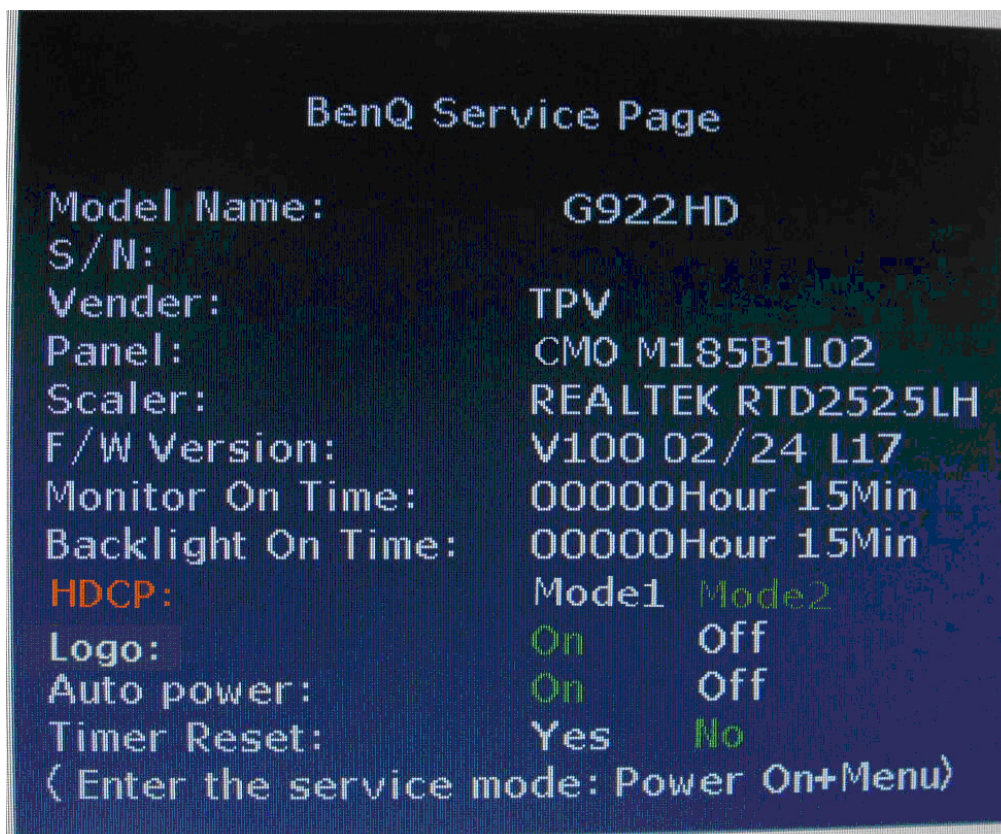 BenQ Service Page
Model Name: G922HD
S/N:
Vender: TPV
Panel: CMO M185B1L02
Scaler: REALTEK RTD2525LH
F/W Version: V100 02/24 L17
Monitor On Time: 00000Hour 15Min
Backlight On Time: 00000Hour 15Min
HDCP: Mode1 Mode2
Logo: On Off
Auto power: On Off
Timer Reset: Yes No
(Enter the service mode: Power On+Menu)